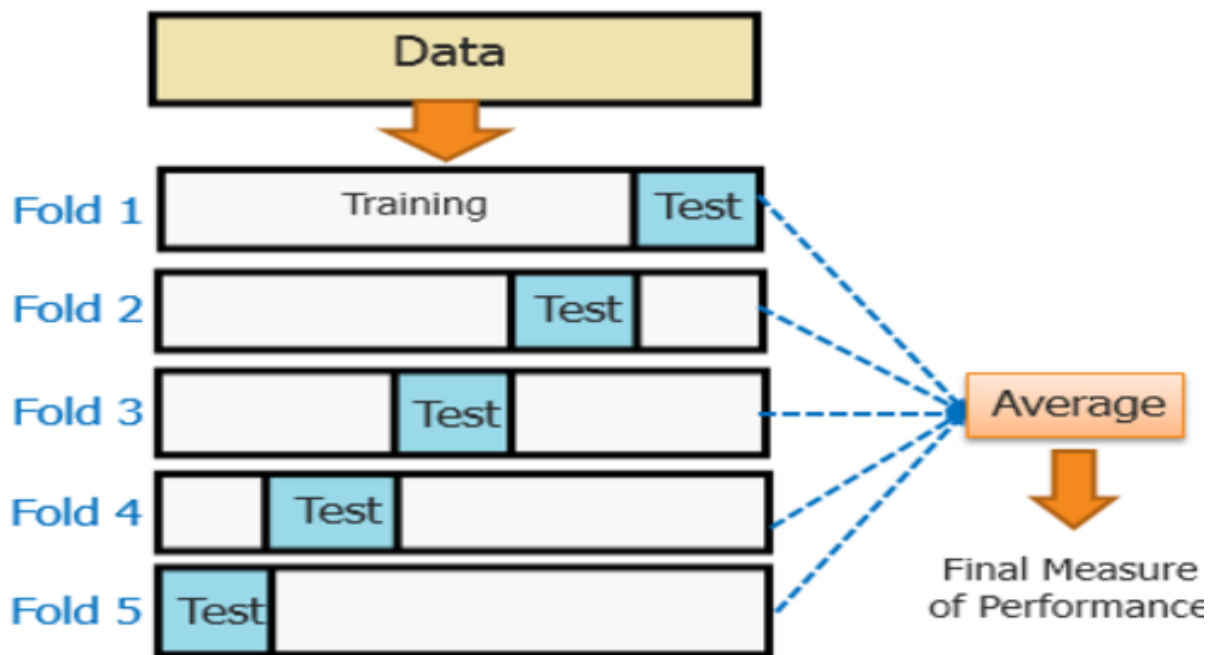 Data
Fold 1
Training
Test
Fold 2
Test
Fold 3
Test
Average
Fold 4
Test
Final Measure
of Performance
Fold 5
Test